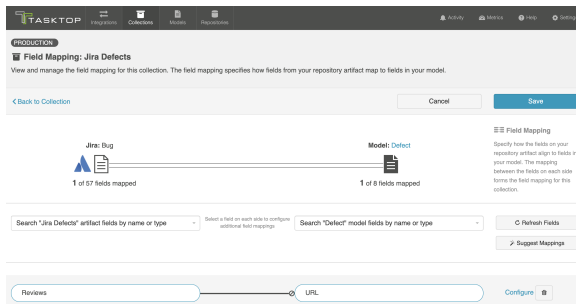 TASKTOP
Integrations
Collections
Models
Repositories
Activity
Metrics
Help
Settings
PRODUCTION
Field Mapping: Jira Defects
View and manage the field mapping for this collection. The field mapping specifies how fields from your repository artifact map to fields in your model.
Back to Collection
Cancel
Save
Jira: Bug
Model: Defect
1 of 57 fields mapped
1 of 8 fields mapped
Field Mapping
Specify how the fields on your
repository artifact align to fields in
your model. The mapping
between the fields on each side
forms the field mapping for this
collection.
Search "Jira Defects" artifact fields by name or type
Select a field on each side to configure
additional field mappings
Search "Defect" model fields by name or type
Refresh Fields
Suggest Mappings
Reviews
URL
Configure